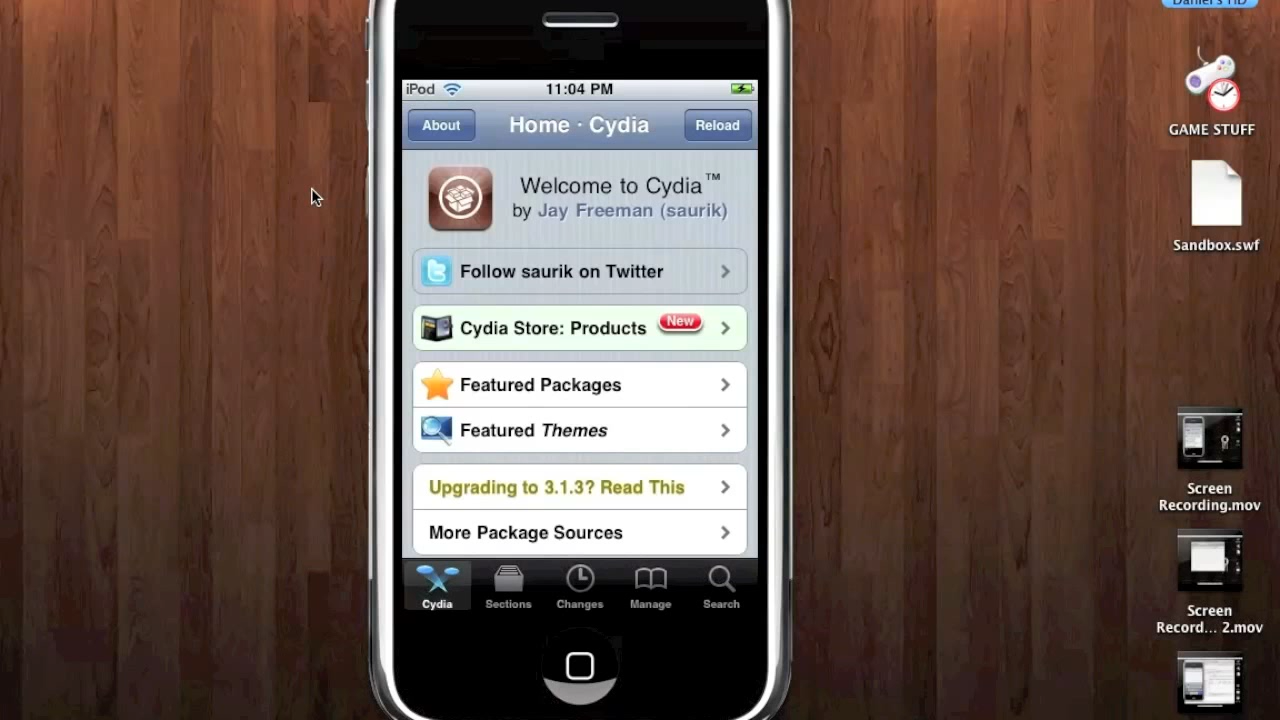 Daniel's HD
iPod
11:04 PM
About
Home · Cydia
Reload
Welcome to Cydia™
by Jay Freeman (saurik)
Follow saurik on Twitter
Cydia Store: Products
New
Featured Packages
Featured Themes
Upgrading to 3.1.3? Read This
More Package Sources
Cydia
Sections
Changes
Manage
Search
GAME STUFF
Sandbox.swf
Screen
Recording.mov
Screen
Record... 2.mov